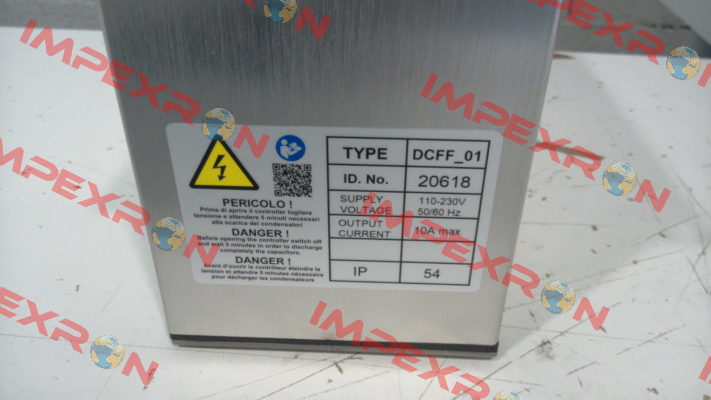 IMPEXRON
IMPEXRON
IMPEXRON
PERICOLO !
Prima di aprire il controller togliere
tensione e attendere 5 minuti necessari
alla scarica dei condensatori
DANGER !
Before opening the controller switch off
and wait 5 minutes in order to discharge
completely the capacitors.
DANGER !
Avant d'ouvrir le contrôleur éteindre la
tension et attendre 5 minutes nécessaire
pour décharger les condensateurs
TYPE DCFF_01
ID. No. 20618
SUPPLY VOLTAGE 110-230V 50/60 Hz
OUTPUT CURRENT 10A max
IP 54
IMPEXRON
IMPEXRON
IMPEXRON